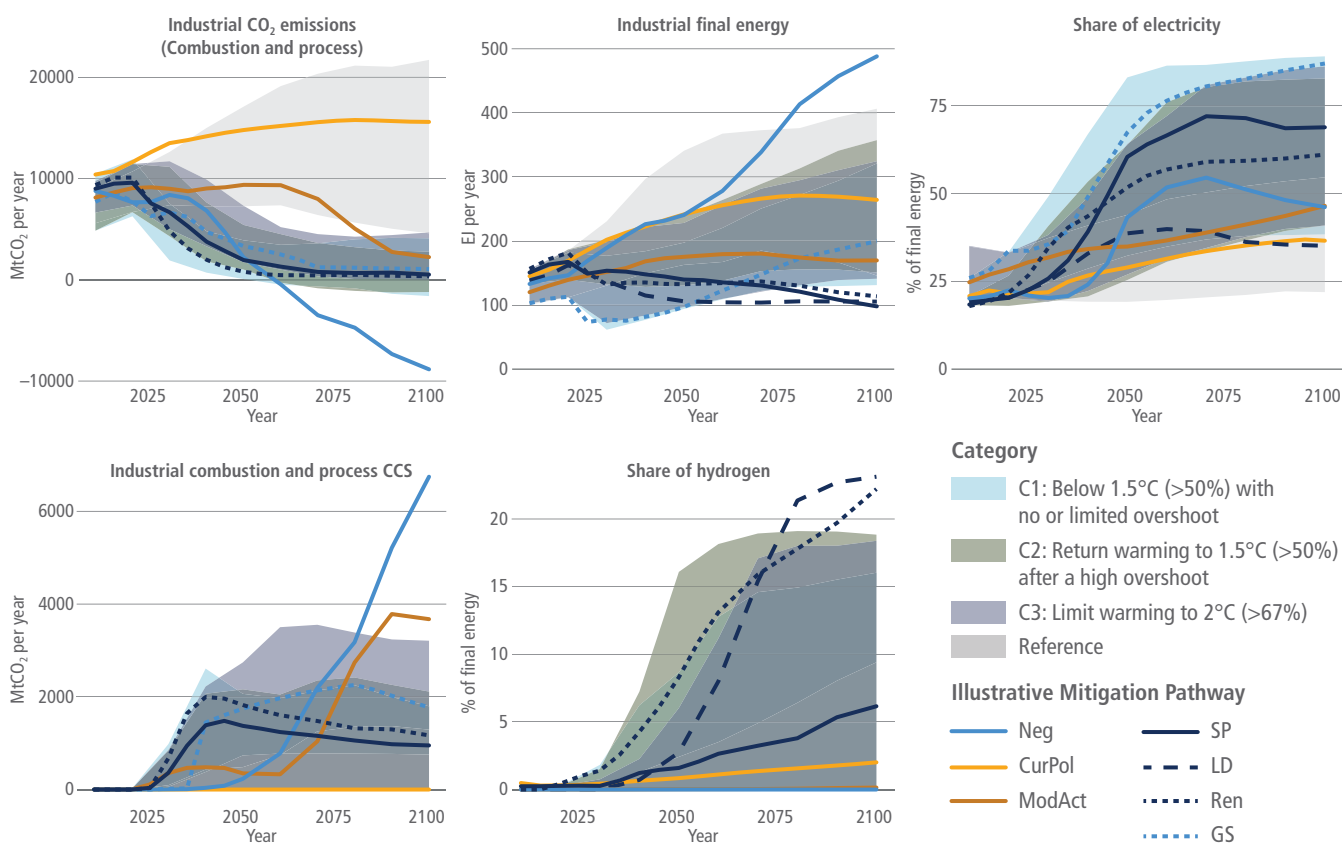 Industrial CO₂ emissions
(Combustion and process)
MtCO₂ per year
20000
10000
0
–10000
2025
2050
2075
2100
Year
Industrial final energy
EJ per year
500
400
300
200
100
0
2025
2050
2075
2100
Year
Share of electricity
% of final energy
75
50
25
0
2025
2050
2075
2100
Year
Industrial combustion and process CCS
MtCO₂ per year
6000
4000
2000
0
2025
2050
2075
2100
Year
Share of hydrogen
% of final energy
20
15
10
5
0
2025
2050
2075
2100
Year
Category
C1: Below 1.5°C (>50%) with
no or limited overshoot
C2: Return warming to 1.5°C (>50%)
after a high overshoot
C3: Limit warming to 2°C (>67%)
Reference
Illustrative Mitigation Pathway
Neg
CurPol
ModAct
SP
LD
Ren
GS